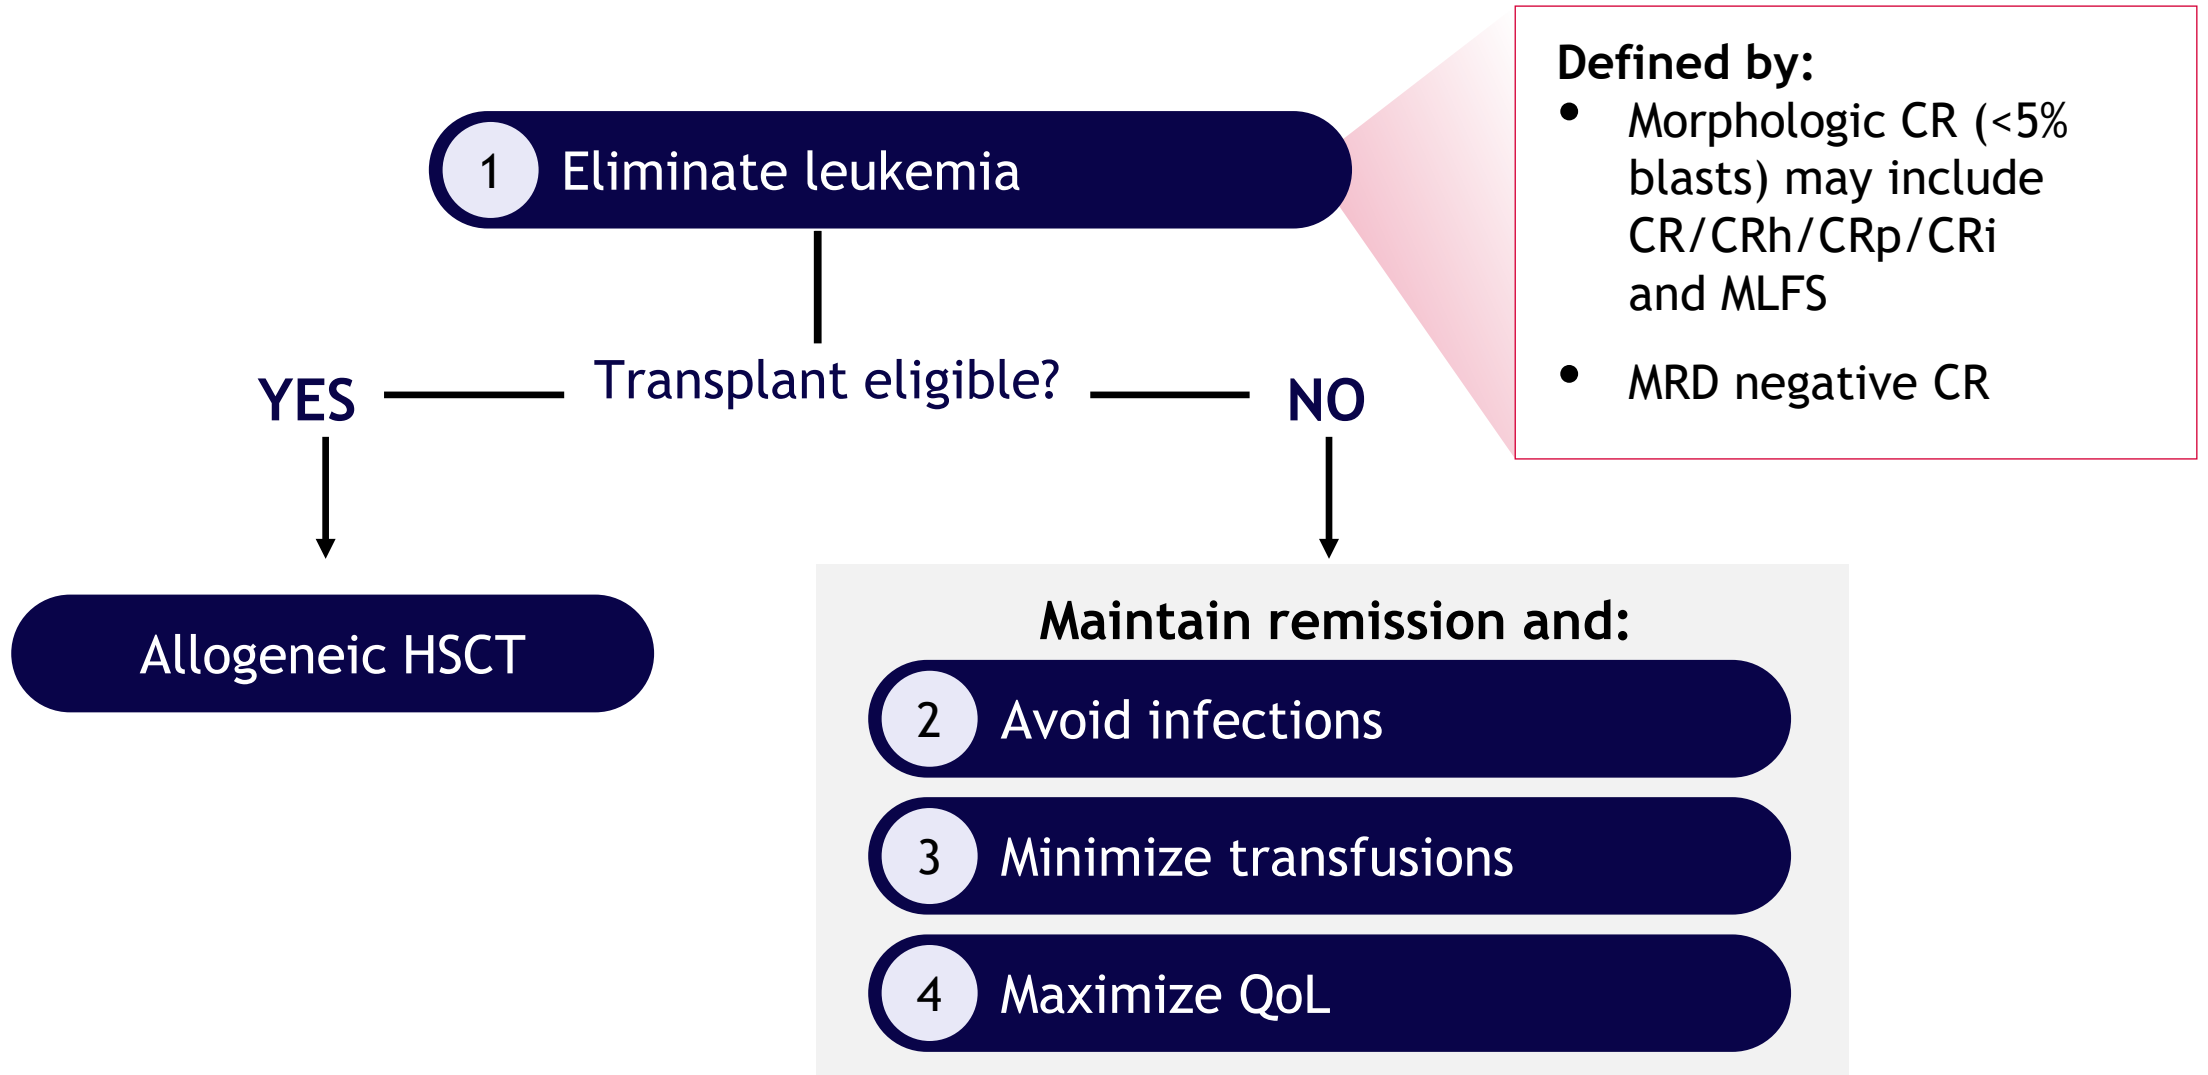 1 Eliminate leukemia
Defined by:
• Morphologic CR (<5%
blasts) may include
CR/CRh/CRp/CRi
and MLFS
• MRD negative CR
Transplant eligible?
YES
NO
Allogeneic HSCT
Maintain remission and:
2 Avoid infections
3 Minimize transfusions
4 Maximize QoL